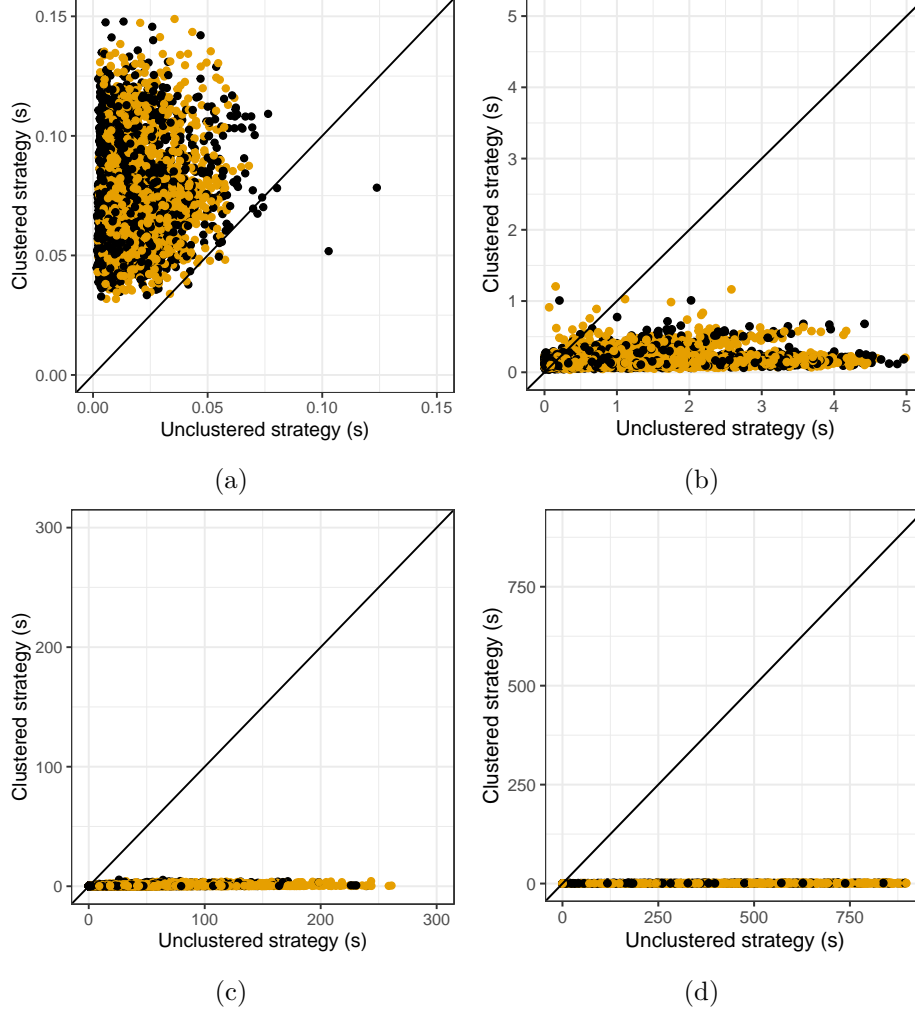 0.15
0.10
0.05
0.00
Clustered strategy (s)
0.00 0.05 0.10 0.15
Unclustered strategy (s)
(a)
5
4
3
2
1
0
Clustered strategy (s)
0 1 2 3 4 5
Unclustered strategy (s)
(b)
300
200
100
0
Clustered strategy (s)
0 100 200 300
Unclustered strategy (s)
(c)
750
500
250
0
Clustered strategy (s)
0 250 500 750
Unclustered strategy (s)
(d)